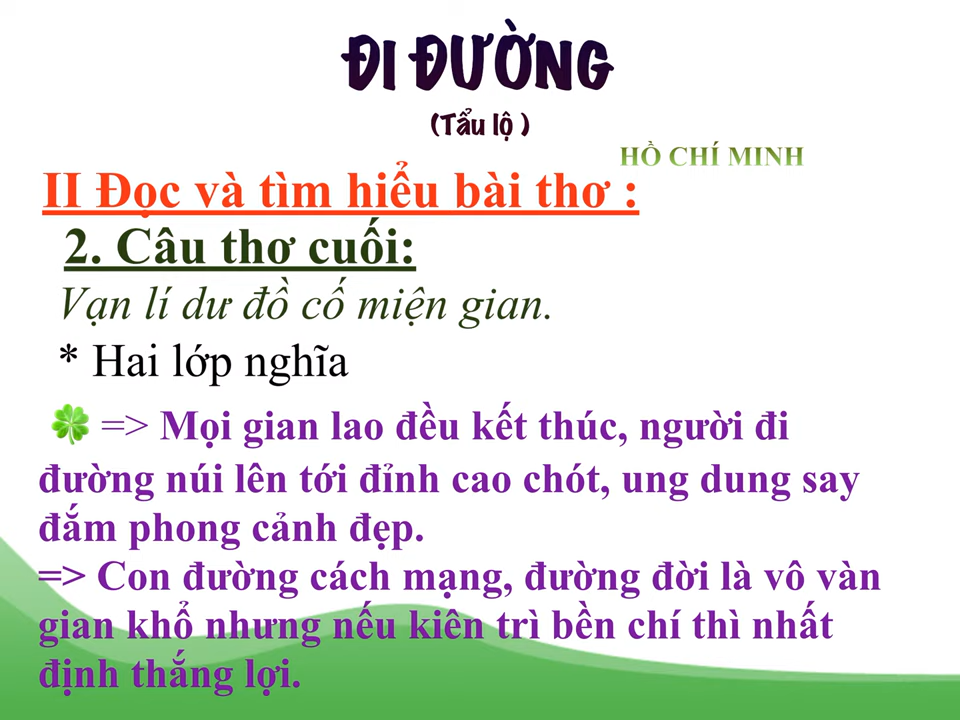 ĐI ĐƯỜNG
(Tẩu lộ )
HỒ CHÍ MINH
II Đọc và tìm hiểu bài thơ :
2. Câu thơ cuối:
Vạn lí dư đồ cố miện gian.
* Hai lớp nghĩa
=> Mọi gian lao đều kết thúc, người đi
đường núi lên tới đỉnh cao chót, ung dung say
đắm phong cảnh đẹp.
=> Con đường cách mạng, đường đời là vô vàn
gian khổ nhưng nếu kiên trì bền chí thì nhất
định thắng lợi.